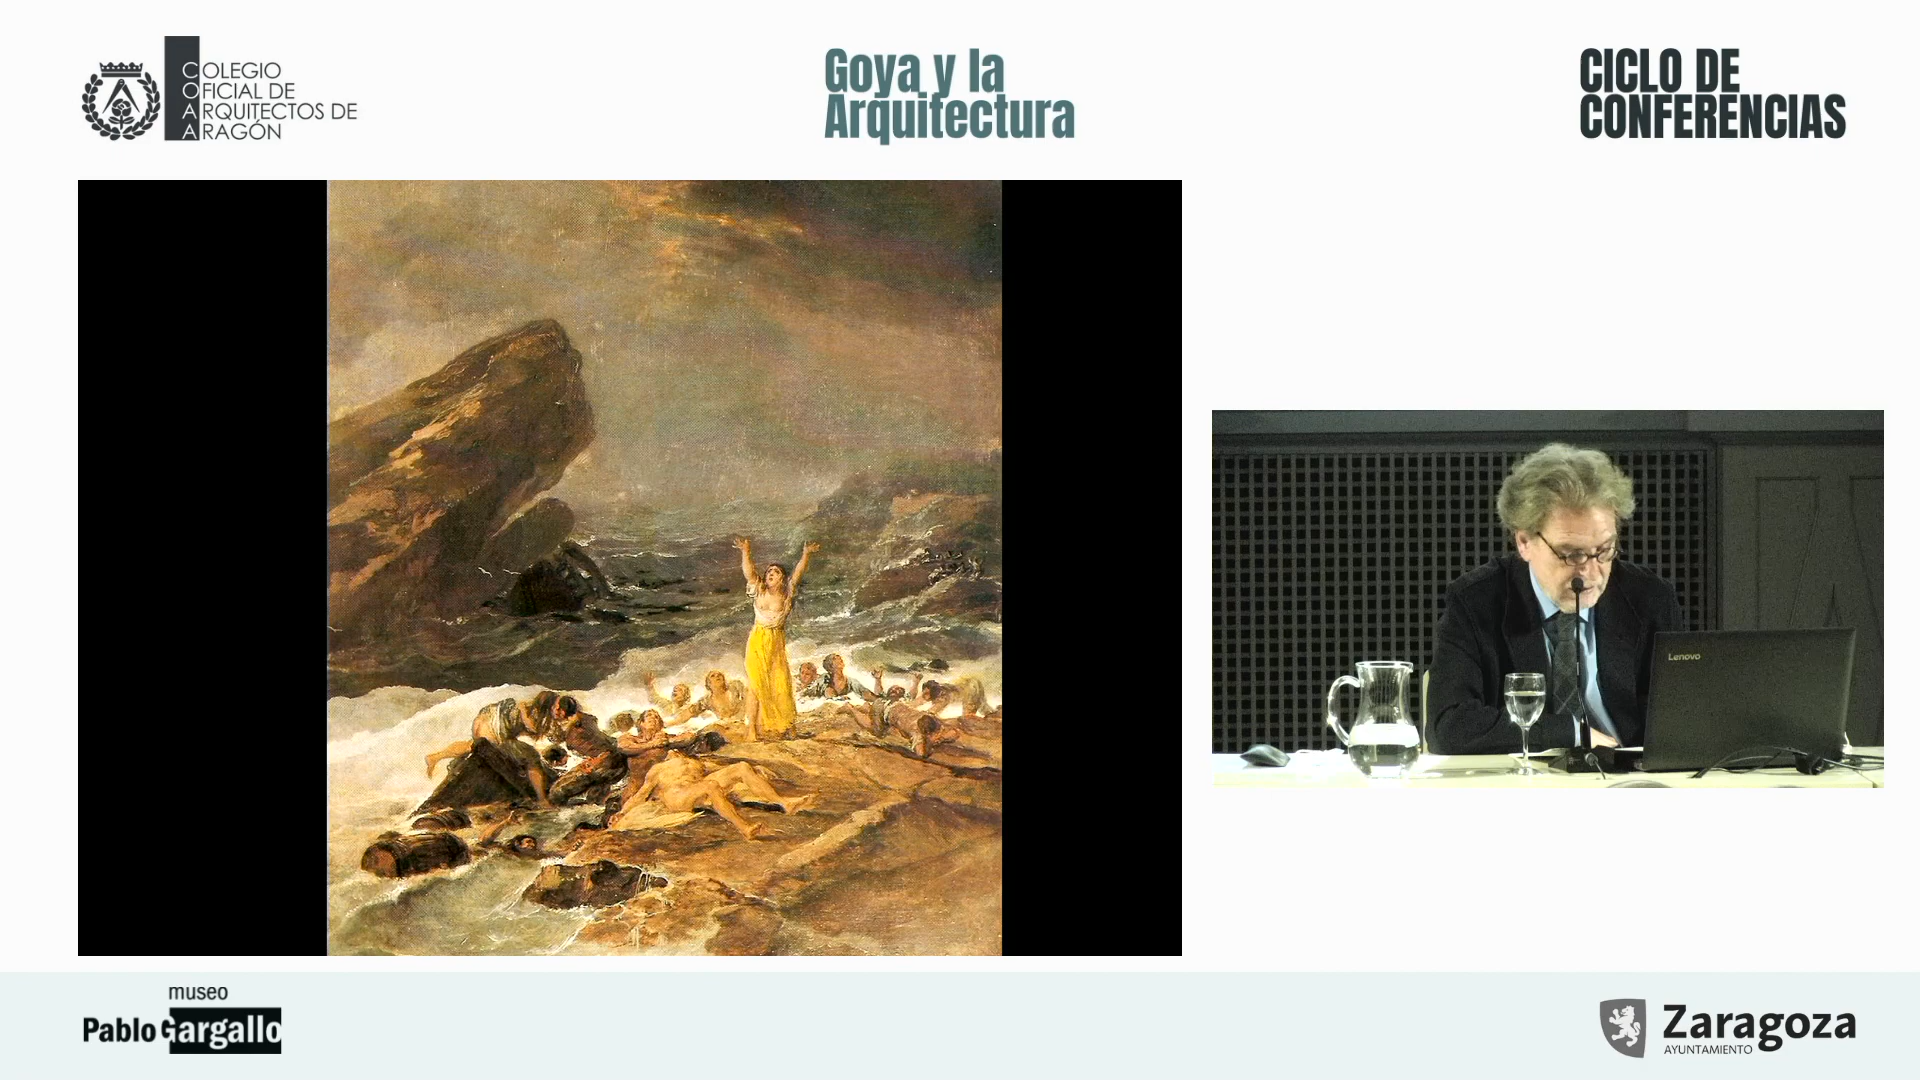 COLEGIO
OFICIAL DE
ARQUITECTOS DE
ARAGÓN
Goya y la
Arquitectura
CICLO DE
CONFERENCIAS
Lenovo
museo
Pablo Gargallo
Zaragoza
AYUNTAMIENTO